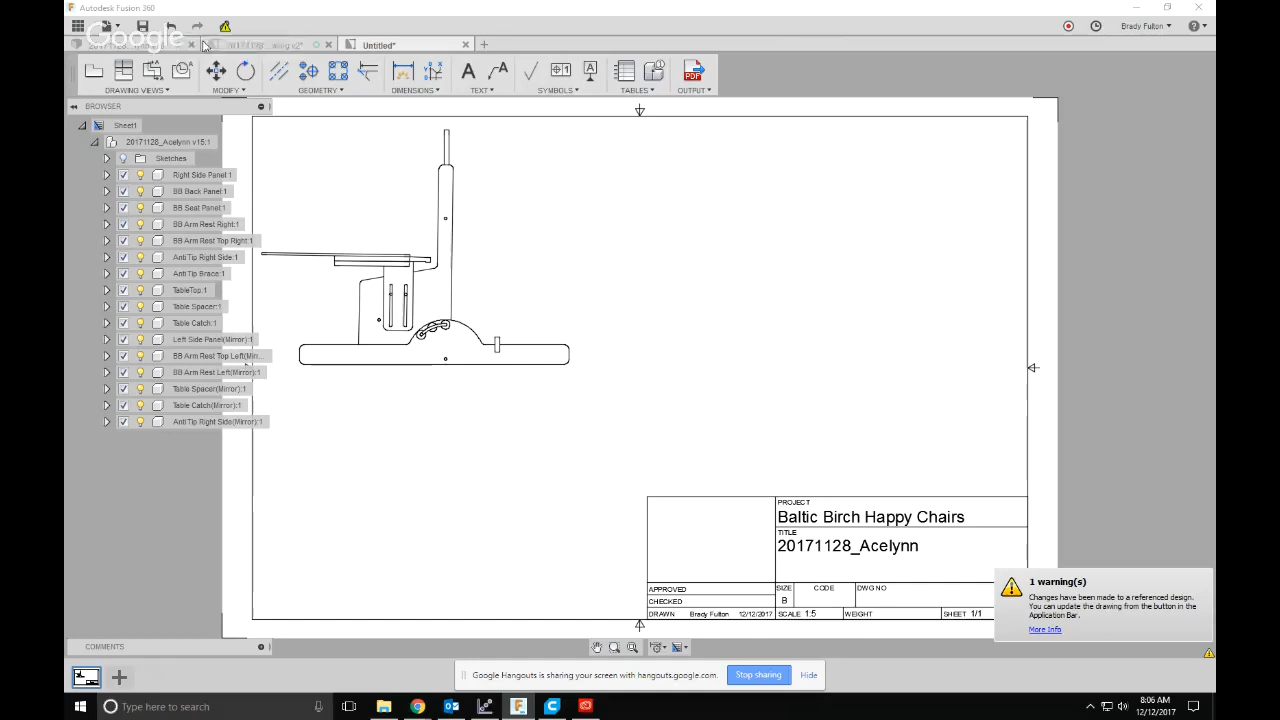 Autodesk Fusion 360
Google
Brady Fulton
Untitled*
DRAWING VIEWS
MODIFY
GEOMETRY
DIMENSIONS
TEXT
SYMBOLS
TABLES
OUTPUT
PDF
BROWSER
Sheet1
20171128_Acelynn v15:1
Sketches
Right Side Panel:1
BB Back Panel:1
BB Seat Panel:1
BB Arm Rest Right:1
BB Arm Rest Top Right:1
Anti Tip Right Side:1
Anti Tip Brace:1
TableTop:1
Table Spacer:1
Table Catch:1
Left Side Panel(Mirror):1
BB Arm Rest Top Left(Mirr...
BB Arm Rest Left(Mirror):1
Table Spacer(Mirror):1
Table Catch(Mirror):1
Anti Tip Right Side(Mirror):1
PROJECT
Baltic Birch Happy Chairs
TITLE
20171128_Acelynn
APPROVED
CHECKED
DRAWN Brady Fulton 12/12/2017
SIZE
B
CODE
DWG NO
SCALE 1:5
WEIGHT
SHEET 1/1
1 warning(s)
Changes have been made to a referenced design.
You can update the drawing from the button in the
Application Bar.
More Info
COMMENTS
Google Hangouts is sharing your screen with hangouts.google.com.
Stop sharing
Hide
Type here to search
8:06 AM
12/12/2017